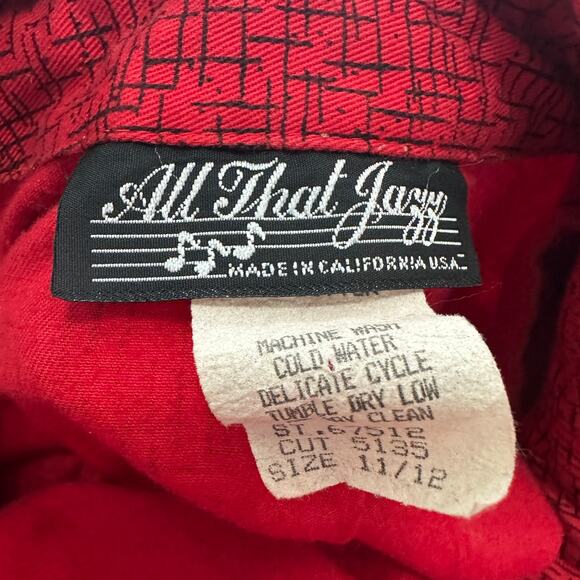 All That Jazz
MADE IN CALIFORNIA U.S.A.
MACHINE WASH
COLD WATER
DELICATE CYCLE
TUMBLE DRY LOW
CLEAN
ST. 67512
CUT 5135
SIZE 11/12